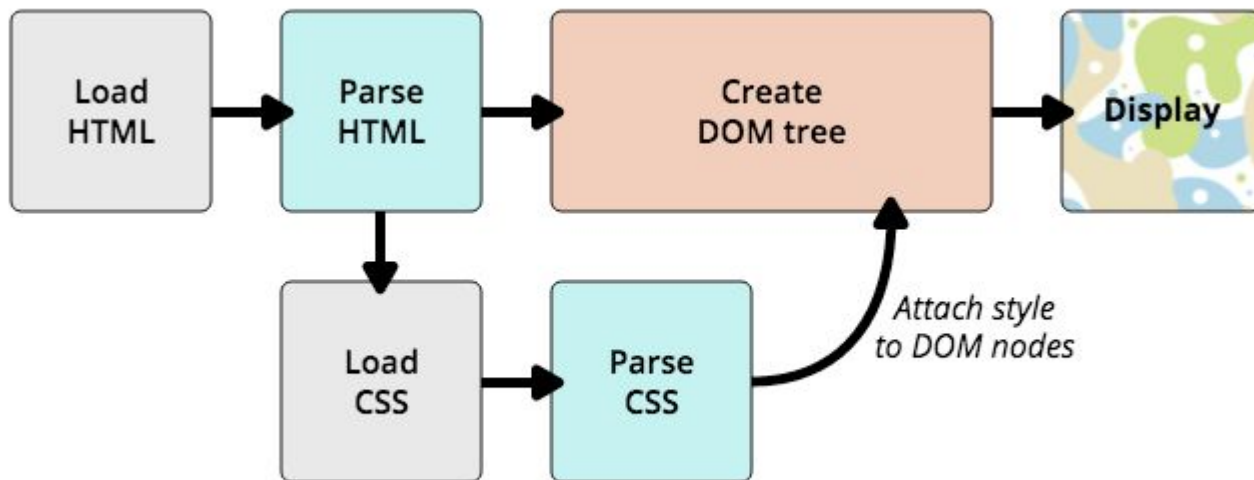 Load
HTML
Parse
HTML
Create
DOM tree
Display
Load
CSS
Parse
CSS
Attach style
to DOM nodes